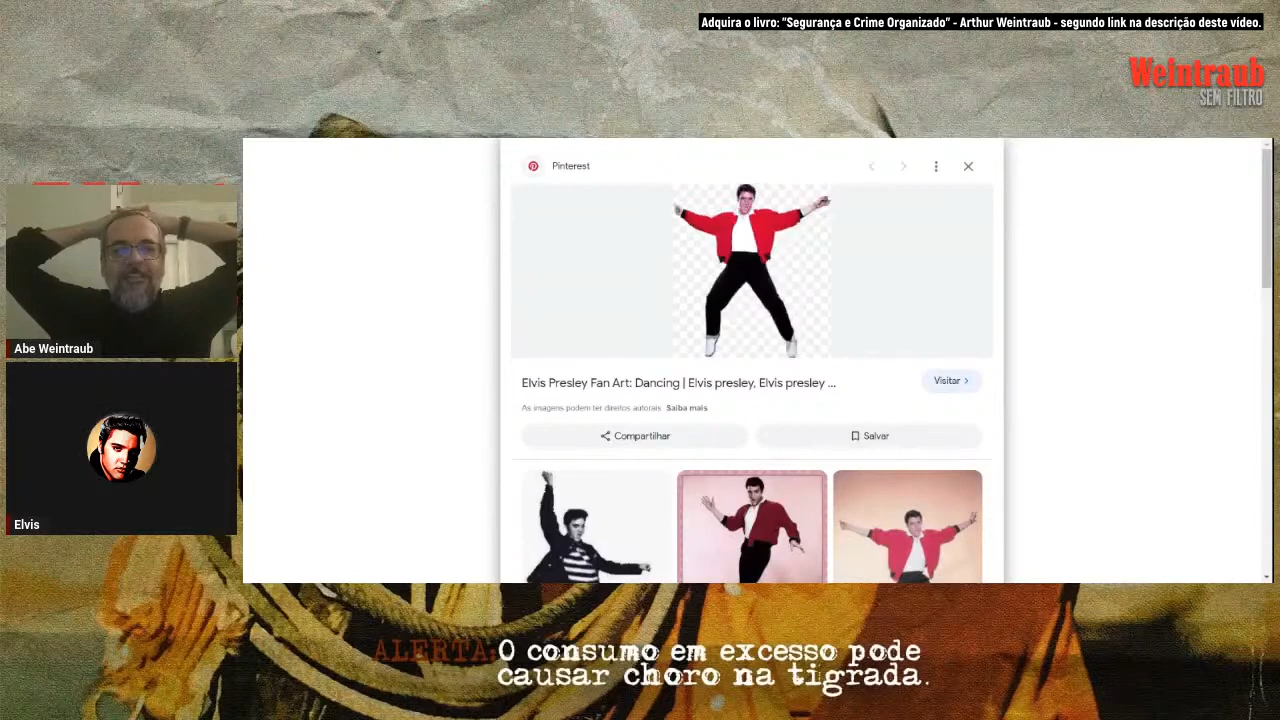 Adquira o livro: "Segurança e Crime Organizado" - Arthur Weintraub - segundo link na descrição deste vídeo.
Weintraub
SEM FILTRO
Pinterest
Abe Weintraub
Elvis Presley Fan Art: Dancing | Elvis presley, Elvis presley ...
Visitar
As imagens podem ter direitos autorais Saiba mais
Compartilhar
Salvar
Elvis
ALERTA: O consumo em excesso pode
causar choro na tigrada.